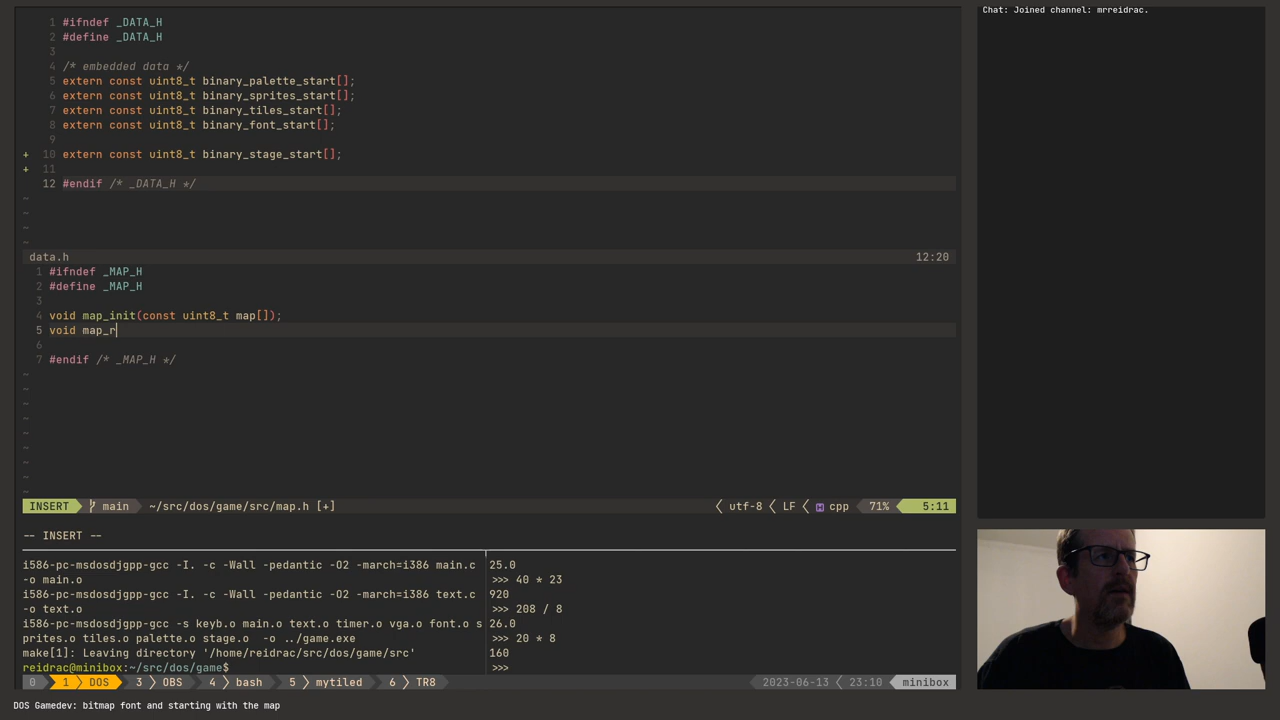 1 #ifndef _DATA_H
2 #define _DATA_H
3
4 /* embedded data */
5 extern const uint8_t binary_palette_start[];
6 extern const uint8_t binary_sprites_start[];
7 extern const uint8_t binary_tiles_start[];
8 extern const uint8_t binary_font_start[];
9
+ 10 extern const uint8_t binary_stage_start[];
+ 11
12 #endif /* _DATA_H */
~
~
~
~
data.h 12:20
1 #ifndef _MAP_H
2 #define _MAP_H
3
4 void map_init(const uint8_t map[]);
5 void map_r
6
7 #endif /* _MAP_H */
~
~
~
~
~
~
~
~
~
INSERT main ~/src/dos/game/src/map.h [+] utf-8 LF cpp 71% 5:11
-- INSERT --
i586-pc-msdosdjgpp-gcc -I. -c -Wall -pedantic -O2 -march=i386 main.c
-o main.o
i586-pc-msdosdjgpp-gcc -I. -c -Wall -pedantic -O2 -march=i386 text.c
-o text.o
i586-pc-msdosdjgpp-gcc -s keyb.o main.o text.o timer.o vga.o font.o s
prites.o tiles.o palette.o stage.o  -o ../game.exe
make[1]: Leaving directory '/home/reidrac/src/dos/game/src'
reidrac@minibox:~/src/dos/game$
25.0
>>> 40 * 23
920
>>> 208 / 8
26.0
>>> 20 * 8
160
>>>
0 1 DOS 3 OBS 4 bash 5 mytiled 6 TR8 2023-06-13 23:10 minibox
DOS Gamedev: bitmap font and starting with the map
Chat: Joined channel: mrreidrac.